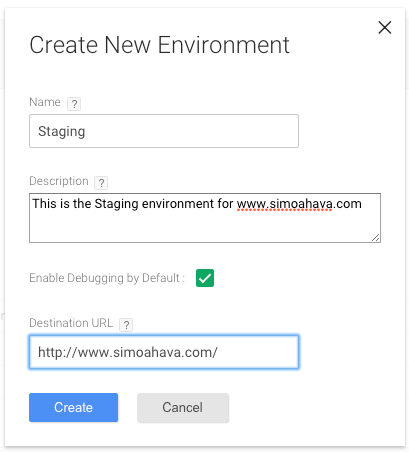 Create New Environment
Name ?
Staging
Description ?
This is the Staging environment for www.simoahava.com
Enable Debugging by Default :
Destination URL ?
http://www.simoahava.com/
Create Cancel